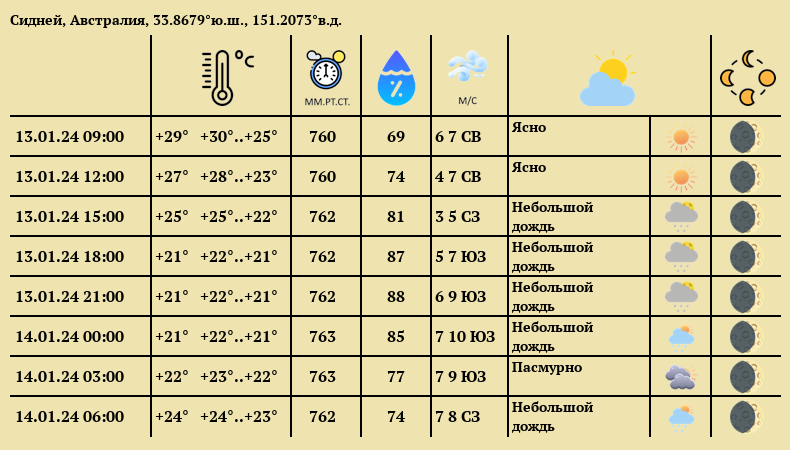 Сидней, Австралия, 33.8679°ю.ш., 151.2073°в.д.
°C
ММ.РТ.СТ.
%
М/С
13.01.24 09:00 +29° +30°..+25° 760 69 6 7 СВ Ясно
13.01.24 12:00 +27° +28°..+23° 760 74 4 7 СВ Ясно
13.01.24 15:00 +25° +25°..+22° 762 81 3 5 СЗ Небольшой
дождь
13.01.24 18:00 +21° +22°..+21° 762 87 5 7 ЮЗ Небольшой
дождь
13.01.24 21:00 +21° +22°..+21° 762 88 6 9 ЮЗ Небольшой
дождь
14.01.24 00:00 +21° +22°..+21° 763 85 7 10 ЮЗ Небольшой
дождь
14.01.24 03:00 +22° +23°..+22° 763 77 7 9 ЮЗ Пасмурно
14.01.24 06:00 +24° +24°..+23° 762 74 7 8 СЗ Небольшой
дождь